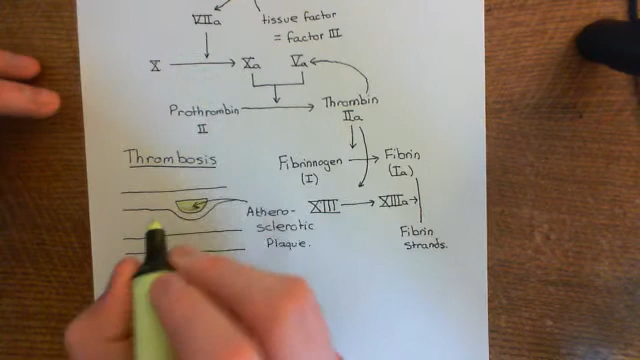 VIIa
tissue factor
= factor III
X
Xa
Va
Prothrombin
II
Thrombin
IIa
Thrombosis
Fibrinnogen
(I)
Fibrin
(Ia)
Athero-
sclerotic
Plaque.
XIII
XIIIa
Fibrin
strands.